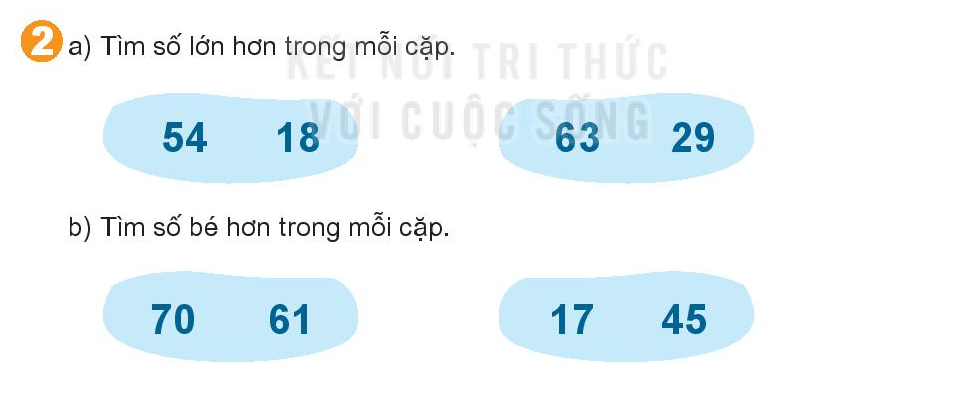 2 a) Tìm số lớn hơn trong mỗi cặp.
KẾT NỐI TRI THỨC
VỚI CUỘC SỐNG
54 18 63 29
b) Tìm số bé hơn trong mỗi cặp.
70 61 17 45